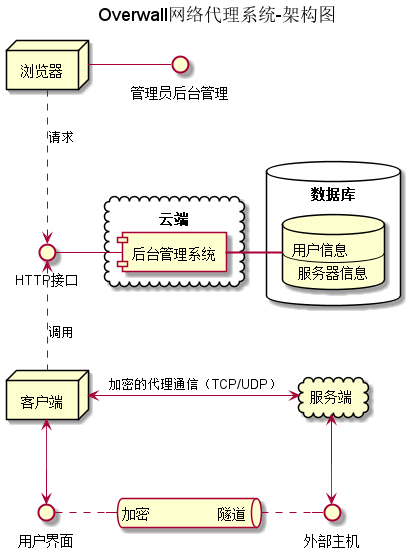 Overwall网络代理系统-架构图
浏览器
管理员后台管理
请求
数据库
云端
后台管理系统
用户信息
服务器信息
HTTP接口
调用
加密的代理通信（TCP/UDP）
客户端
服务端
加密 隧道
用户界面
外部主机